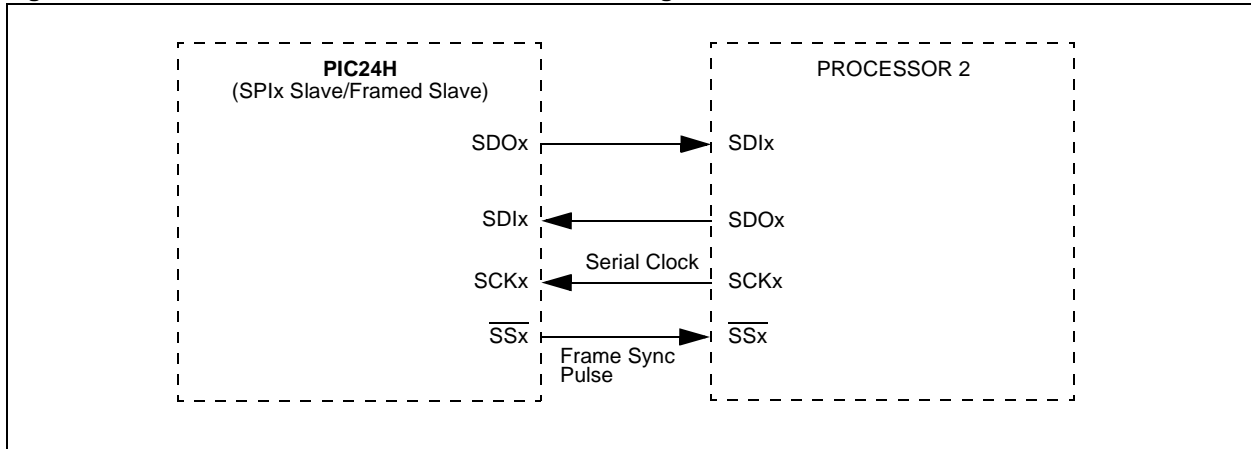 PIC24H
(SPIx Slave/Framed Slave)
PROCESSOR 2
SDOx
SDIx
SDIx
SDOx
Serial Clock
SCKx
SCKx
SSx
SSx
Frame Sync
Pulse